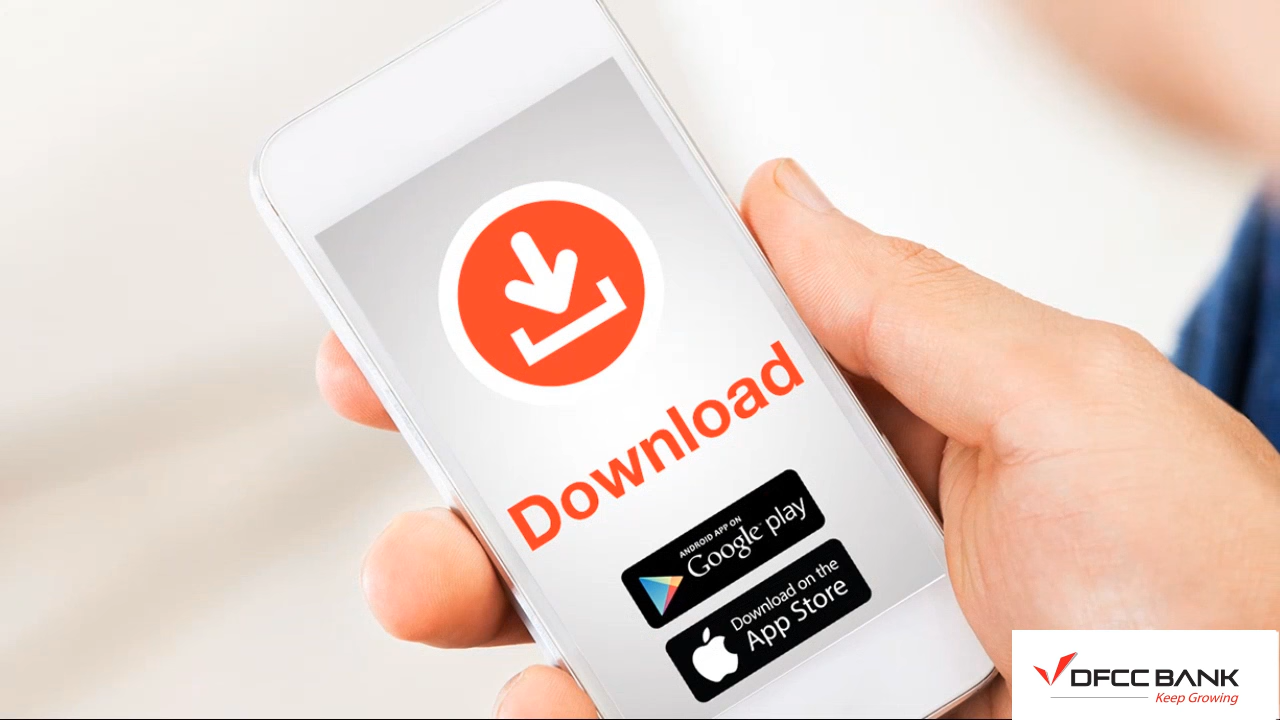 Download
ANDROID APP ON
Google play
Download on the
App Store
DFCC BANK
Keep Growing